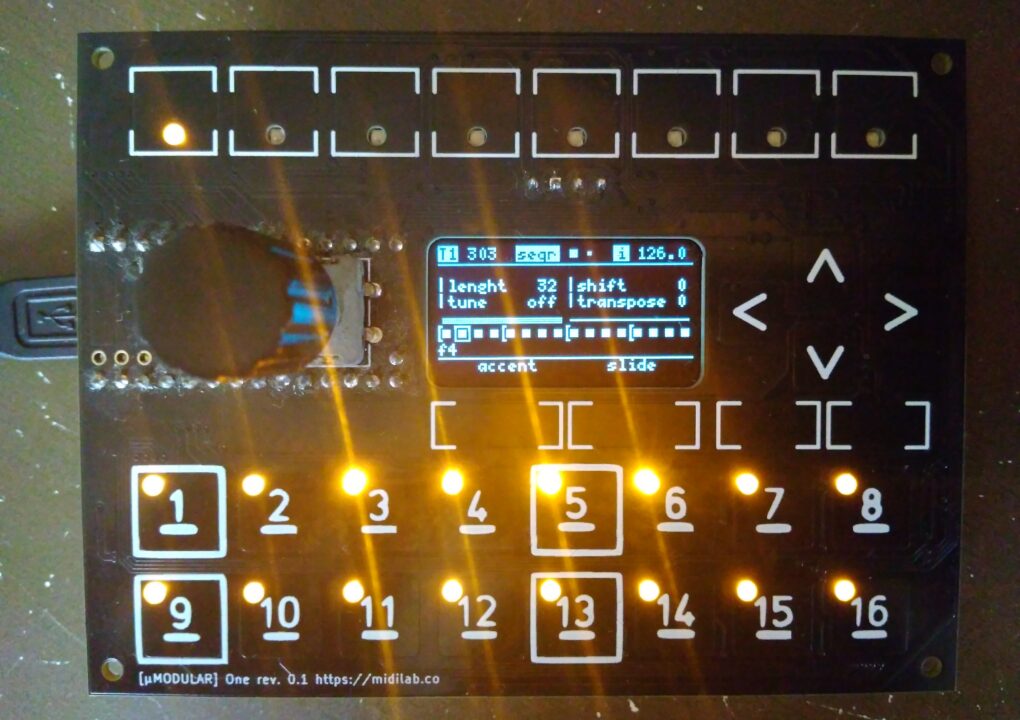 T1 303 seqr i 126.0
lenght 32 shift 0
tune off transpose 0
f4
accent slide
1 2 3 4 5 6 7 8
9 10 11 12 13 14 15 16
[µMODULAR] One rev. 0.1 https://midilab.co